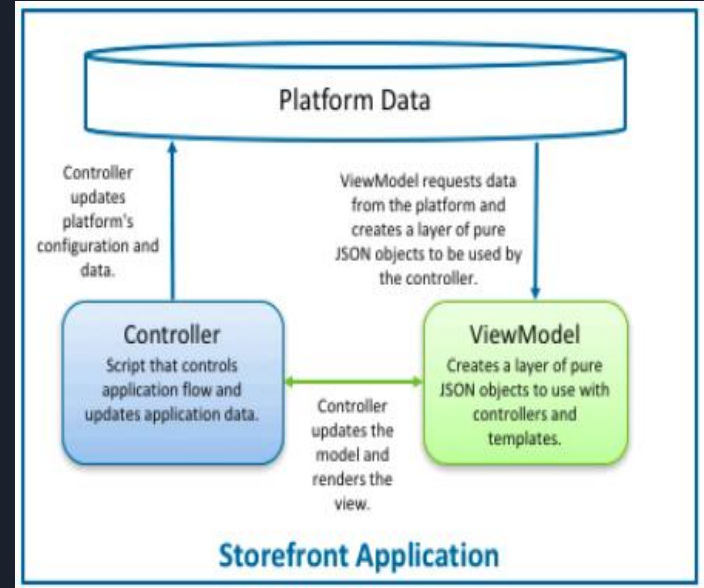 Platform Data
Controller
updates
platform's
configuration and
data.
ViewModel requests data
from the platform and
creates a layer of pure
JSON objects to be used by
the controller.
Controller
Script that controls
application flow and
updates application data.
ViewModel
Creates a layer of pure
JSON objects to use with
controllers and
templates.
Controller
updates the
model and
renders the
view.
Storefront Application